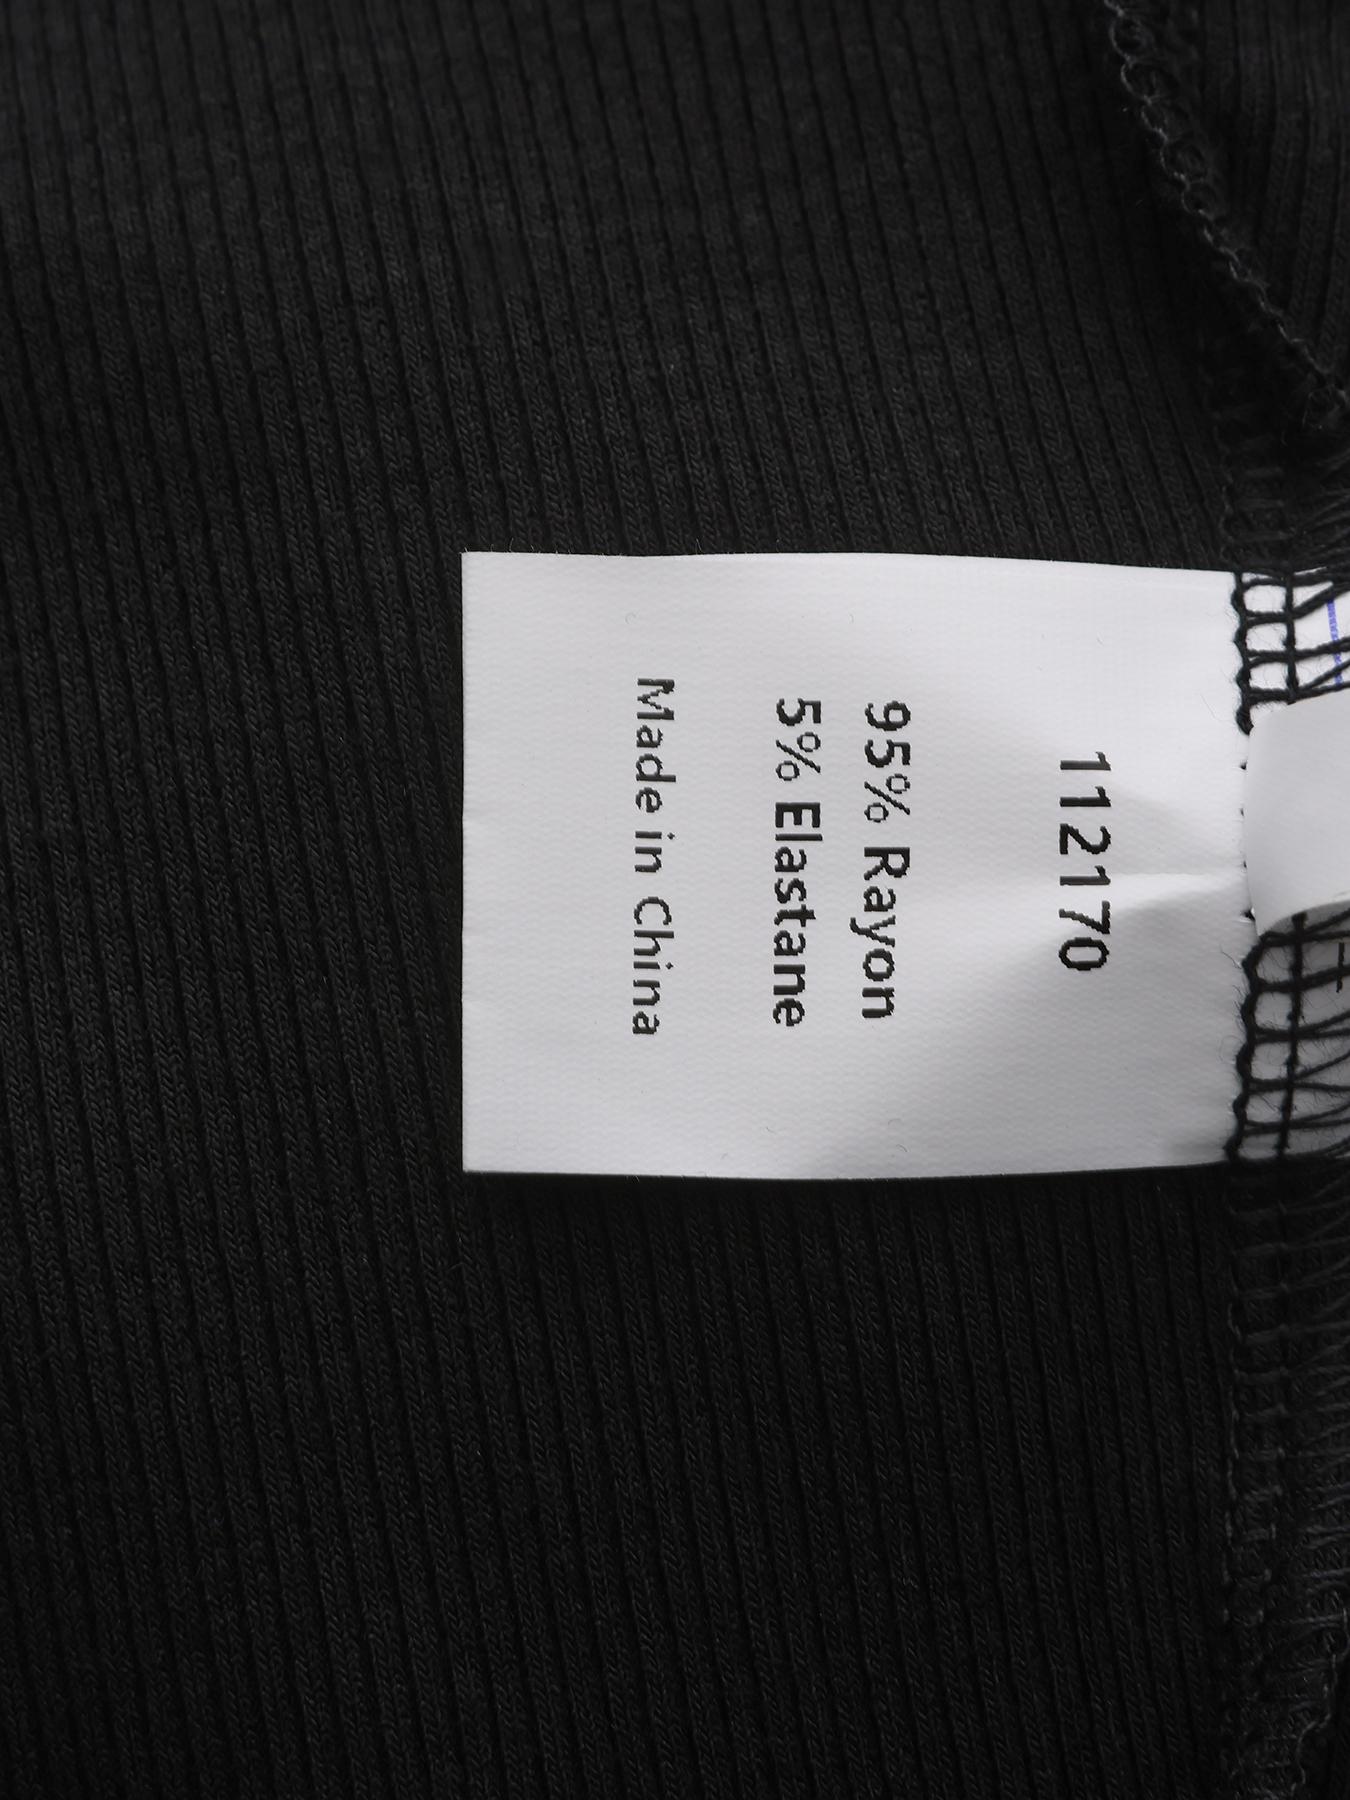 112170
95% Rayon
5% Elastane
Made in China